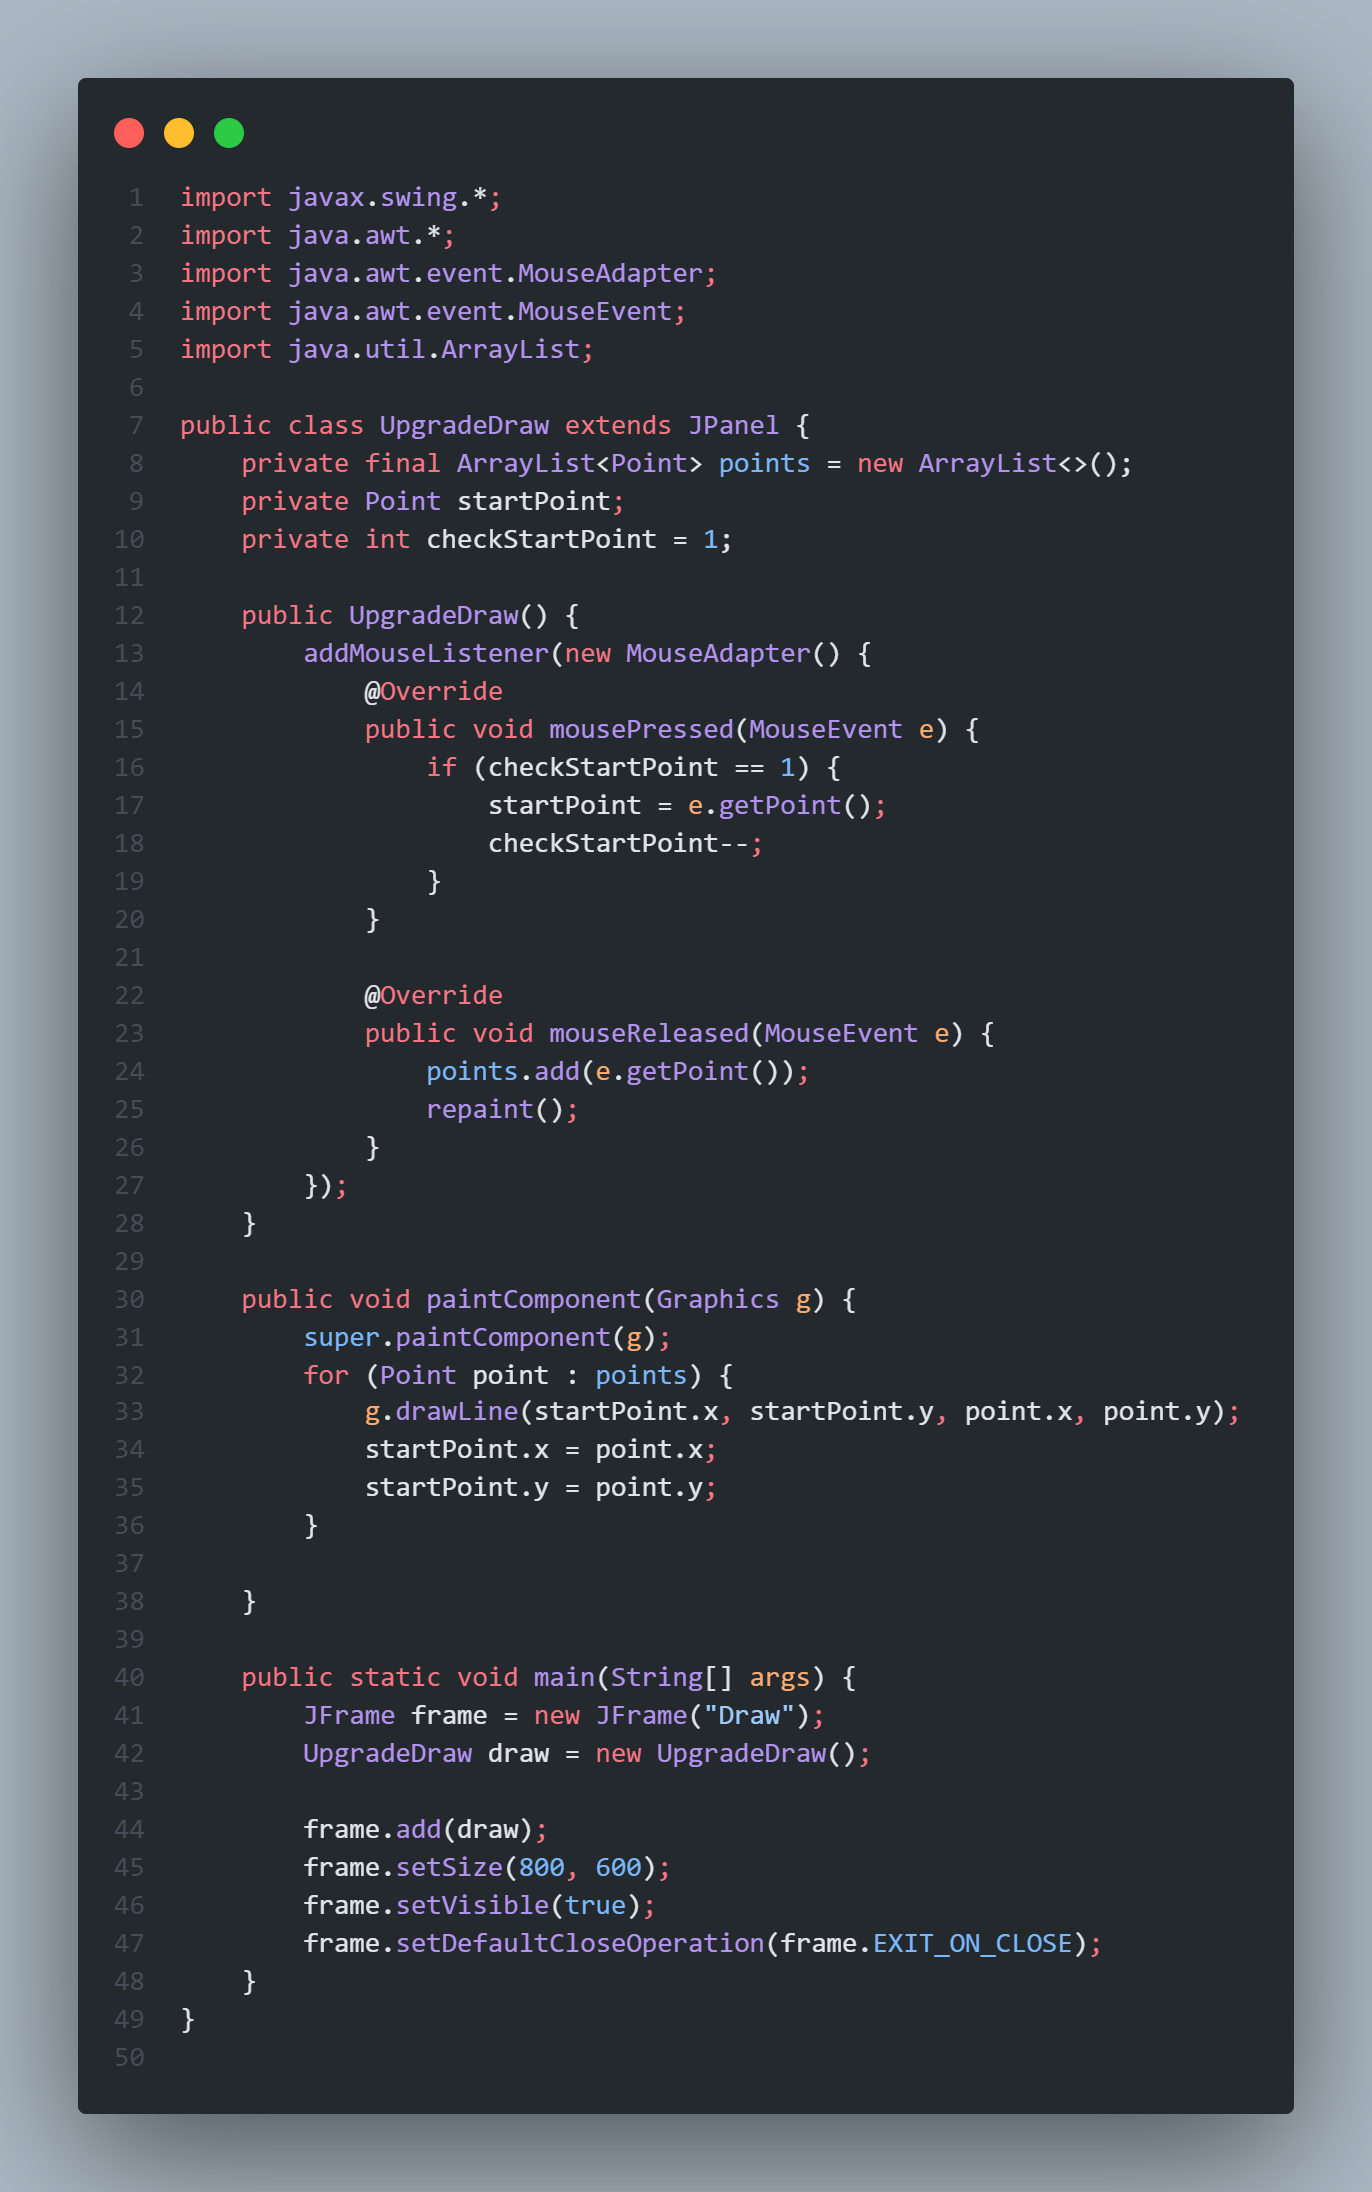 1 import javax.swing.*;
2 import java.awt.*;
3 import java.awt.event.MouseAdapter;
4 import java.awt.event.MouseEvent;
5 import java.util.ArrayList;
6
7 public class UpgradeDraw extends JPanel {
8     private final ArrayList<Point> points = new ArrayList<>();
9     private Point startPoint;
10     private int checkStartPoint = 1;
11
12     public UpgradeDraw() {
13         addMouseListener(new MouseAdapter() {
14             @Override
15             public void mousePressed(MouseEvent e) {
16                 if (checkStartPoint == 1) {
17                     startPoint = e.getPoint();
18                     checkStartPoint--;
19                 }
20             }
21
22             @Override
23             public void mouseReleased(MouseEvent e) {
24                 points.add(e.getPoint());
25                 repaint();
26             }
27         });
28     }
29
30     public void paintComponent(Graphics g) {
31         super.paintComponent(g);
32         for (Point point : points) {
33             g.drawLine(startPoint.x, startPoint.y, point.x, point.y);
34             startPoint.x = point.x;
35             startPoint.y = point.y;
36         }
37
38     }
39
40     public static void main(String[] args) {
41         JFrame frame = new JFrame("Draw");
42         UpgradeDraw draw = new UpgradeDraw();
43
44         frame.add(draw);
45         frame.setSize(800, 600);
46         frame.setVisible(true);
47         frame.setDefaultCloseOperation(frame.EXIT_ON_CLOSE);
48     }
49 }
50